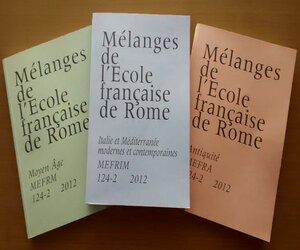 Mélanges
de
l'Ecole
française
de Rome
Moyen Âge
MEFRM
124-2 2012
Mélanges
de
l'Ecole
française
de Rome
Italie et Méditerranée
modernes et contemporaines
MEFRIM
124-2 2012
Mélanges
de
l'Ecole
française
de Rome
Antiquité
MEFRA
124-2 2012